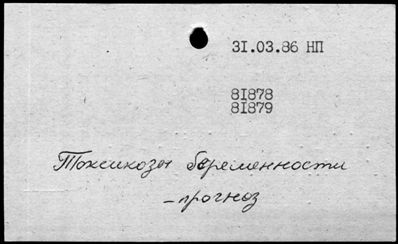 31.03.86 НП
81878
81879
Токсикозы беременности
– прогноз